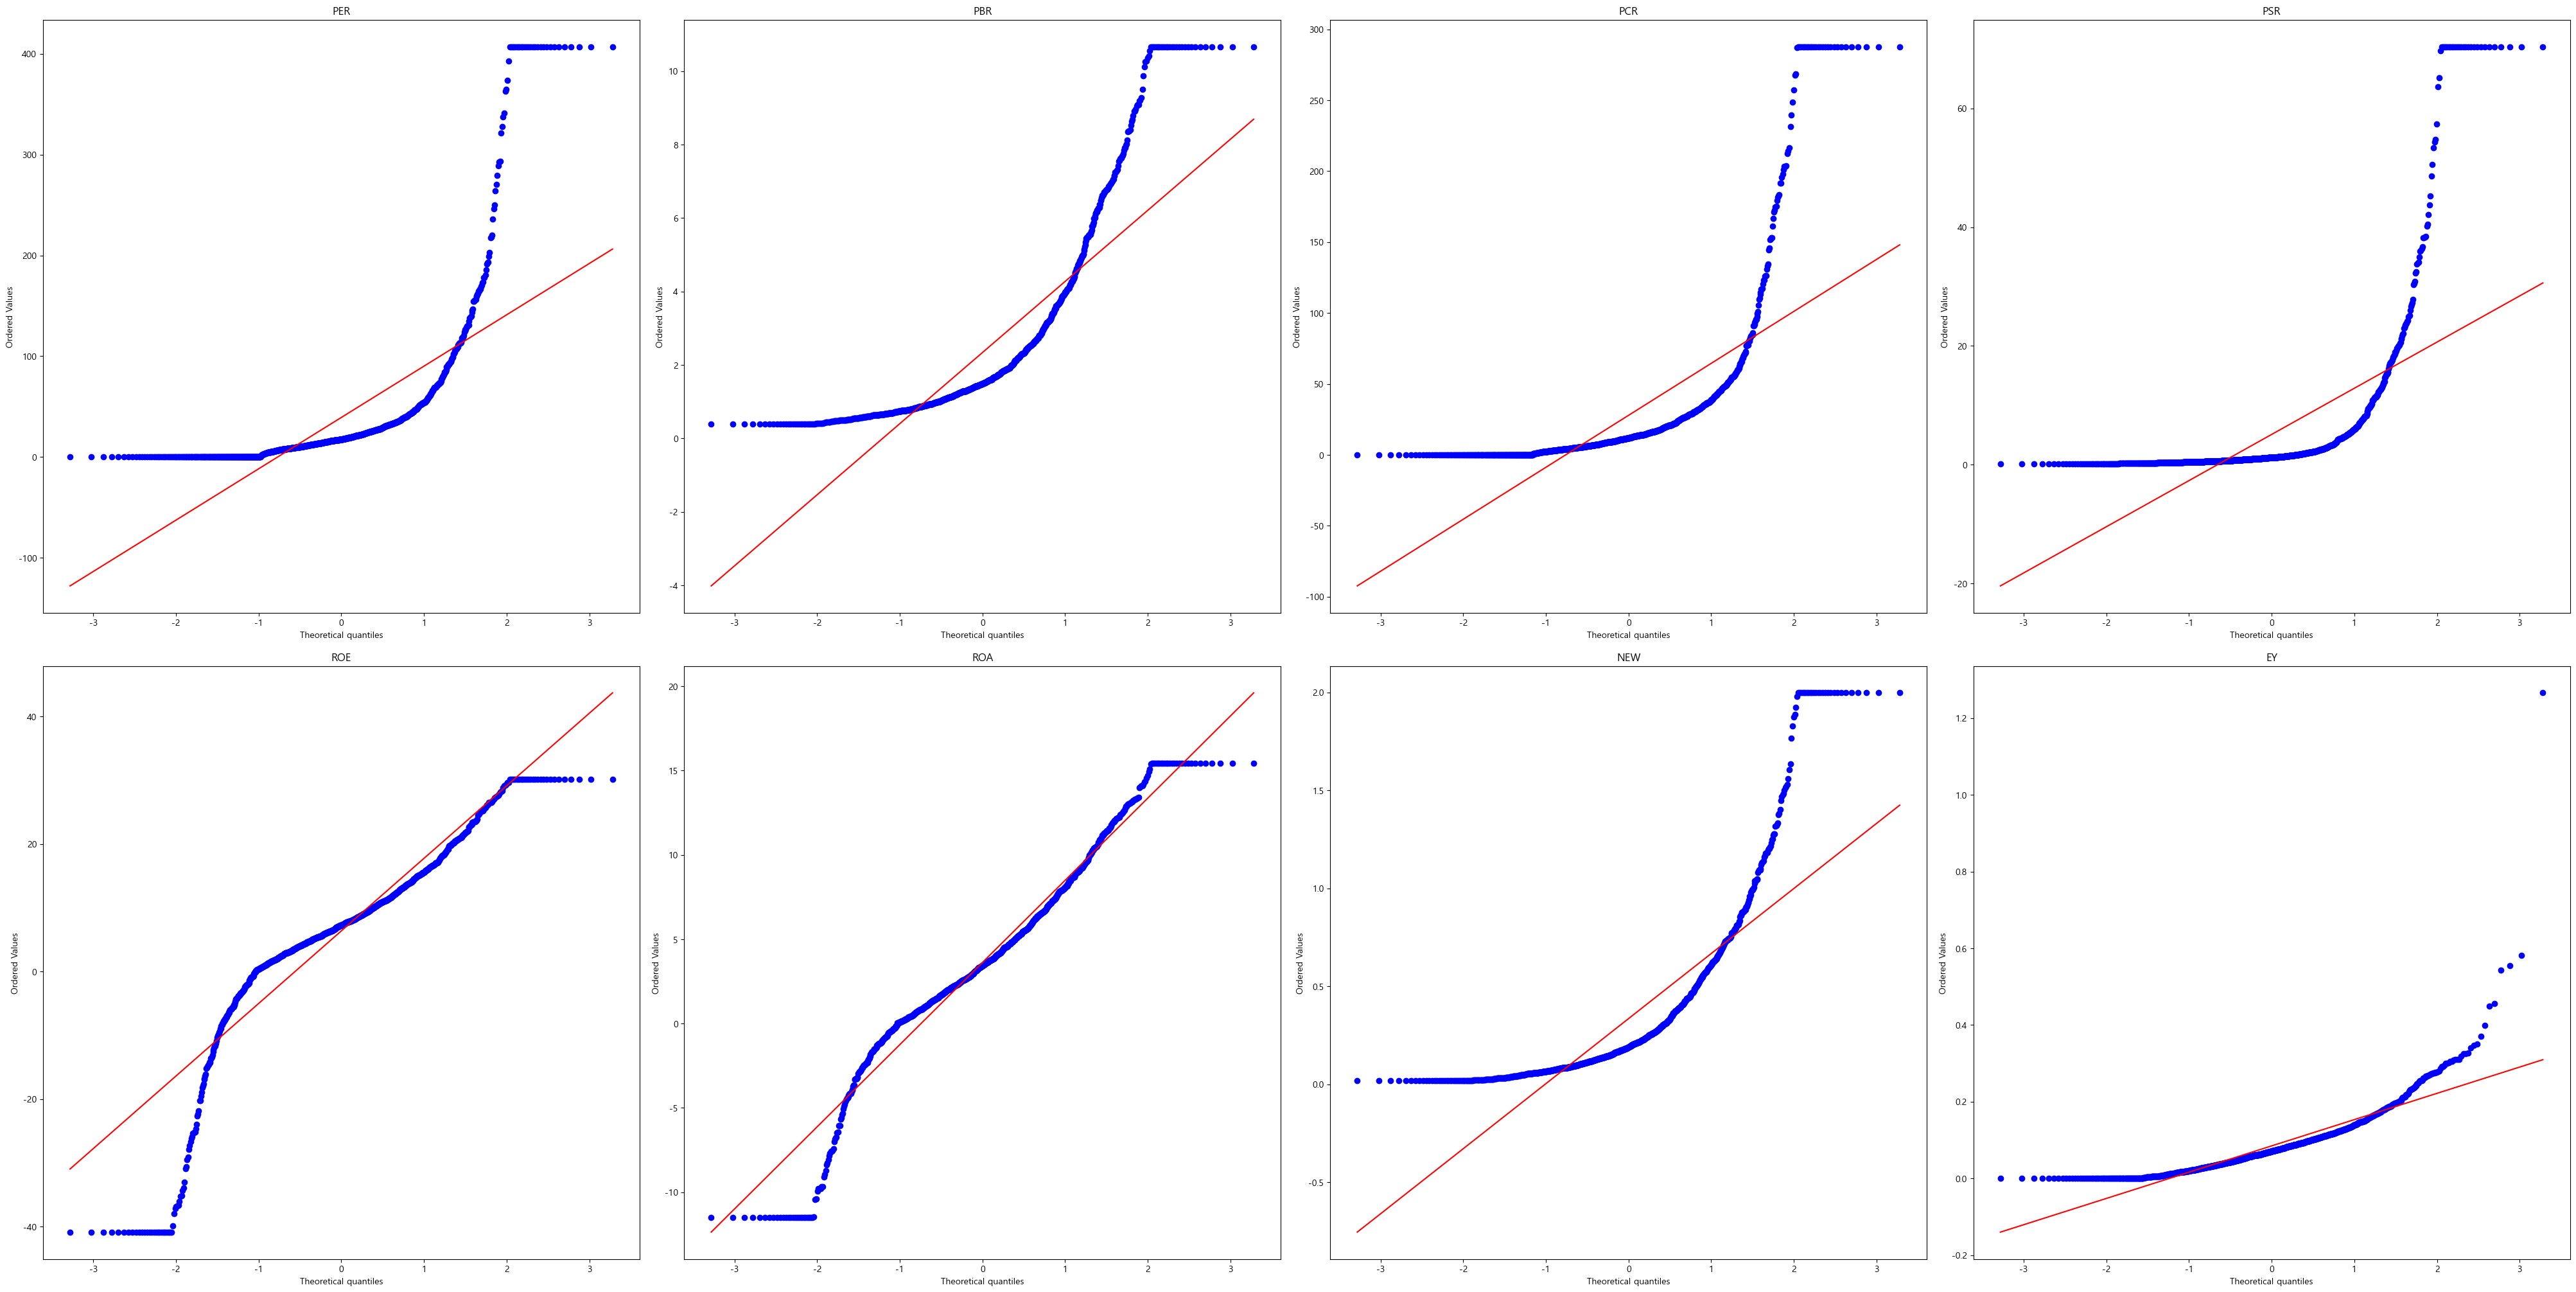 PER
400
300
200
100
0
-100
Ordered Values
-3 -2 -1 0 1 2 3
Theoretical quantiles
PBR
10
8
6
4
2
0
-2
-4
Ordered Values
-3 -2 -1 0 1 2 3
Theoretical quantiles
PCR
300
250
200
150
100
50
0
-50
-100
Ordered Values
-3 -2 -1 0 1 2 3
Theoretical quantiles
PSR
60
40
20
0
-20
Ordered Values
-3 -2 -1 0 1 2 3
Theoretical quantiles
ROE
40
20
0
-20
-40
Ordered Values
-3 -2 -1 0 1 2 3
Theoretical quantiles
ROA
20
15
10
5
0
-5
-10
Ordered Values
-3 -2 -1 0 1 2 3
Theoretical quantiles
NEW
2.0
1.5
1.0
0.5
0.0
-0.5
Ordered Values
-3 -2 -1 0 1 2 3
Theoretical quantiles
EY
1.2
1.0
0.8
0.6
0.4
0.2
0.0
-0.2
Ordered Values
-3 -2 -1 0 1 2 3
Theoretical quantiles